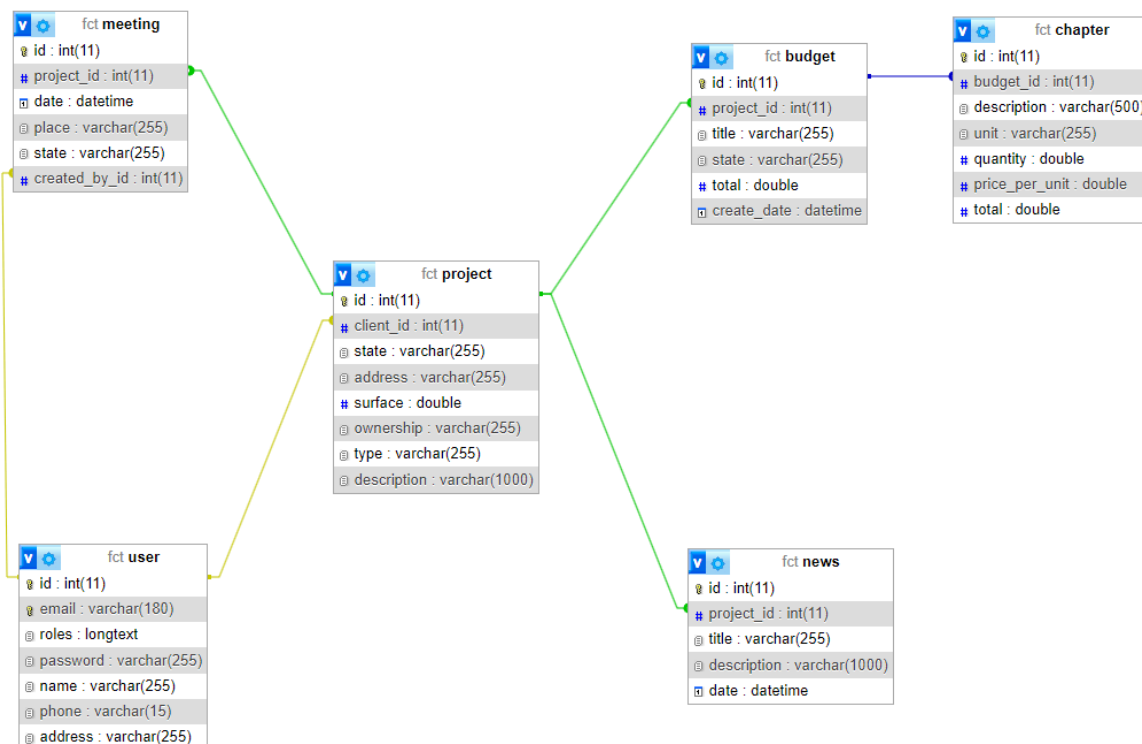 fct meeting
id : int(11)
project_id : int(11)
date : datetime
place : varchar(255)
state : varchar(255)
created_by_id : int(11)
fct project
id : int(11)
client_id : int(11)
state : varchar(255)
address : varchar(255)
surface : double
ownership : varchar(255)
type : varchar(255)
description : varchar(1000)
fct user
id : int(11)
email : varchar(180)
roles : longtext
password : varchar(255)
name : varchar(255)
phone : varchar(15)
address : varchar(255)
fct budget
id : int(11)
project_id : int(11)
title : varchar(255)
state : varchar(255)
total : double
create_date : datetime
fct chapter
id : int(11)
budget_id : int(11)
description : varchar(500)
unit : varchar(255)
quantity : double
price_per_unit : double
total : double
fct news
id : int(11)
project_id : int(11)
title : varchar(255)
description : varchar(1000)
date : datetime